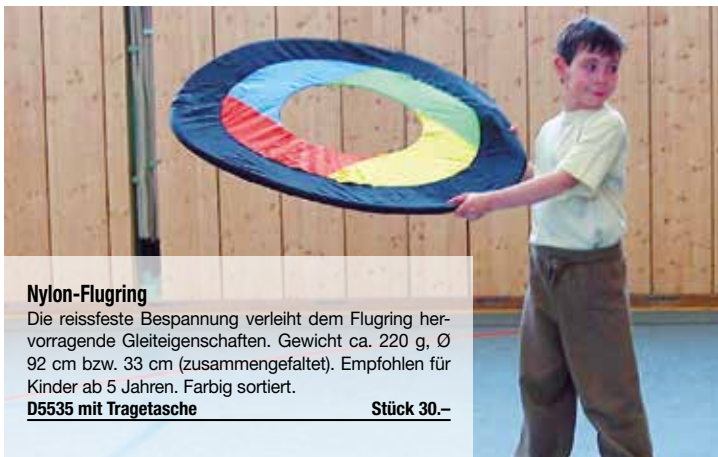 Nylon-Flugring
Die reissfeste Bespannung verleiht dem Flugring her-
vorragende Gleiteigenschaften. Gewicht ca. 220 g, Ø
92 cm bzw. 33 cm (zusammengefaltet). Empfohlen für
Kinder ab 5 Jahren. Farbig sortiert.
D5535 mit Tragetasche Stück 30.–